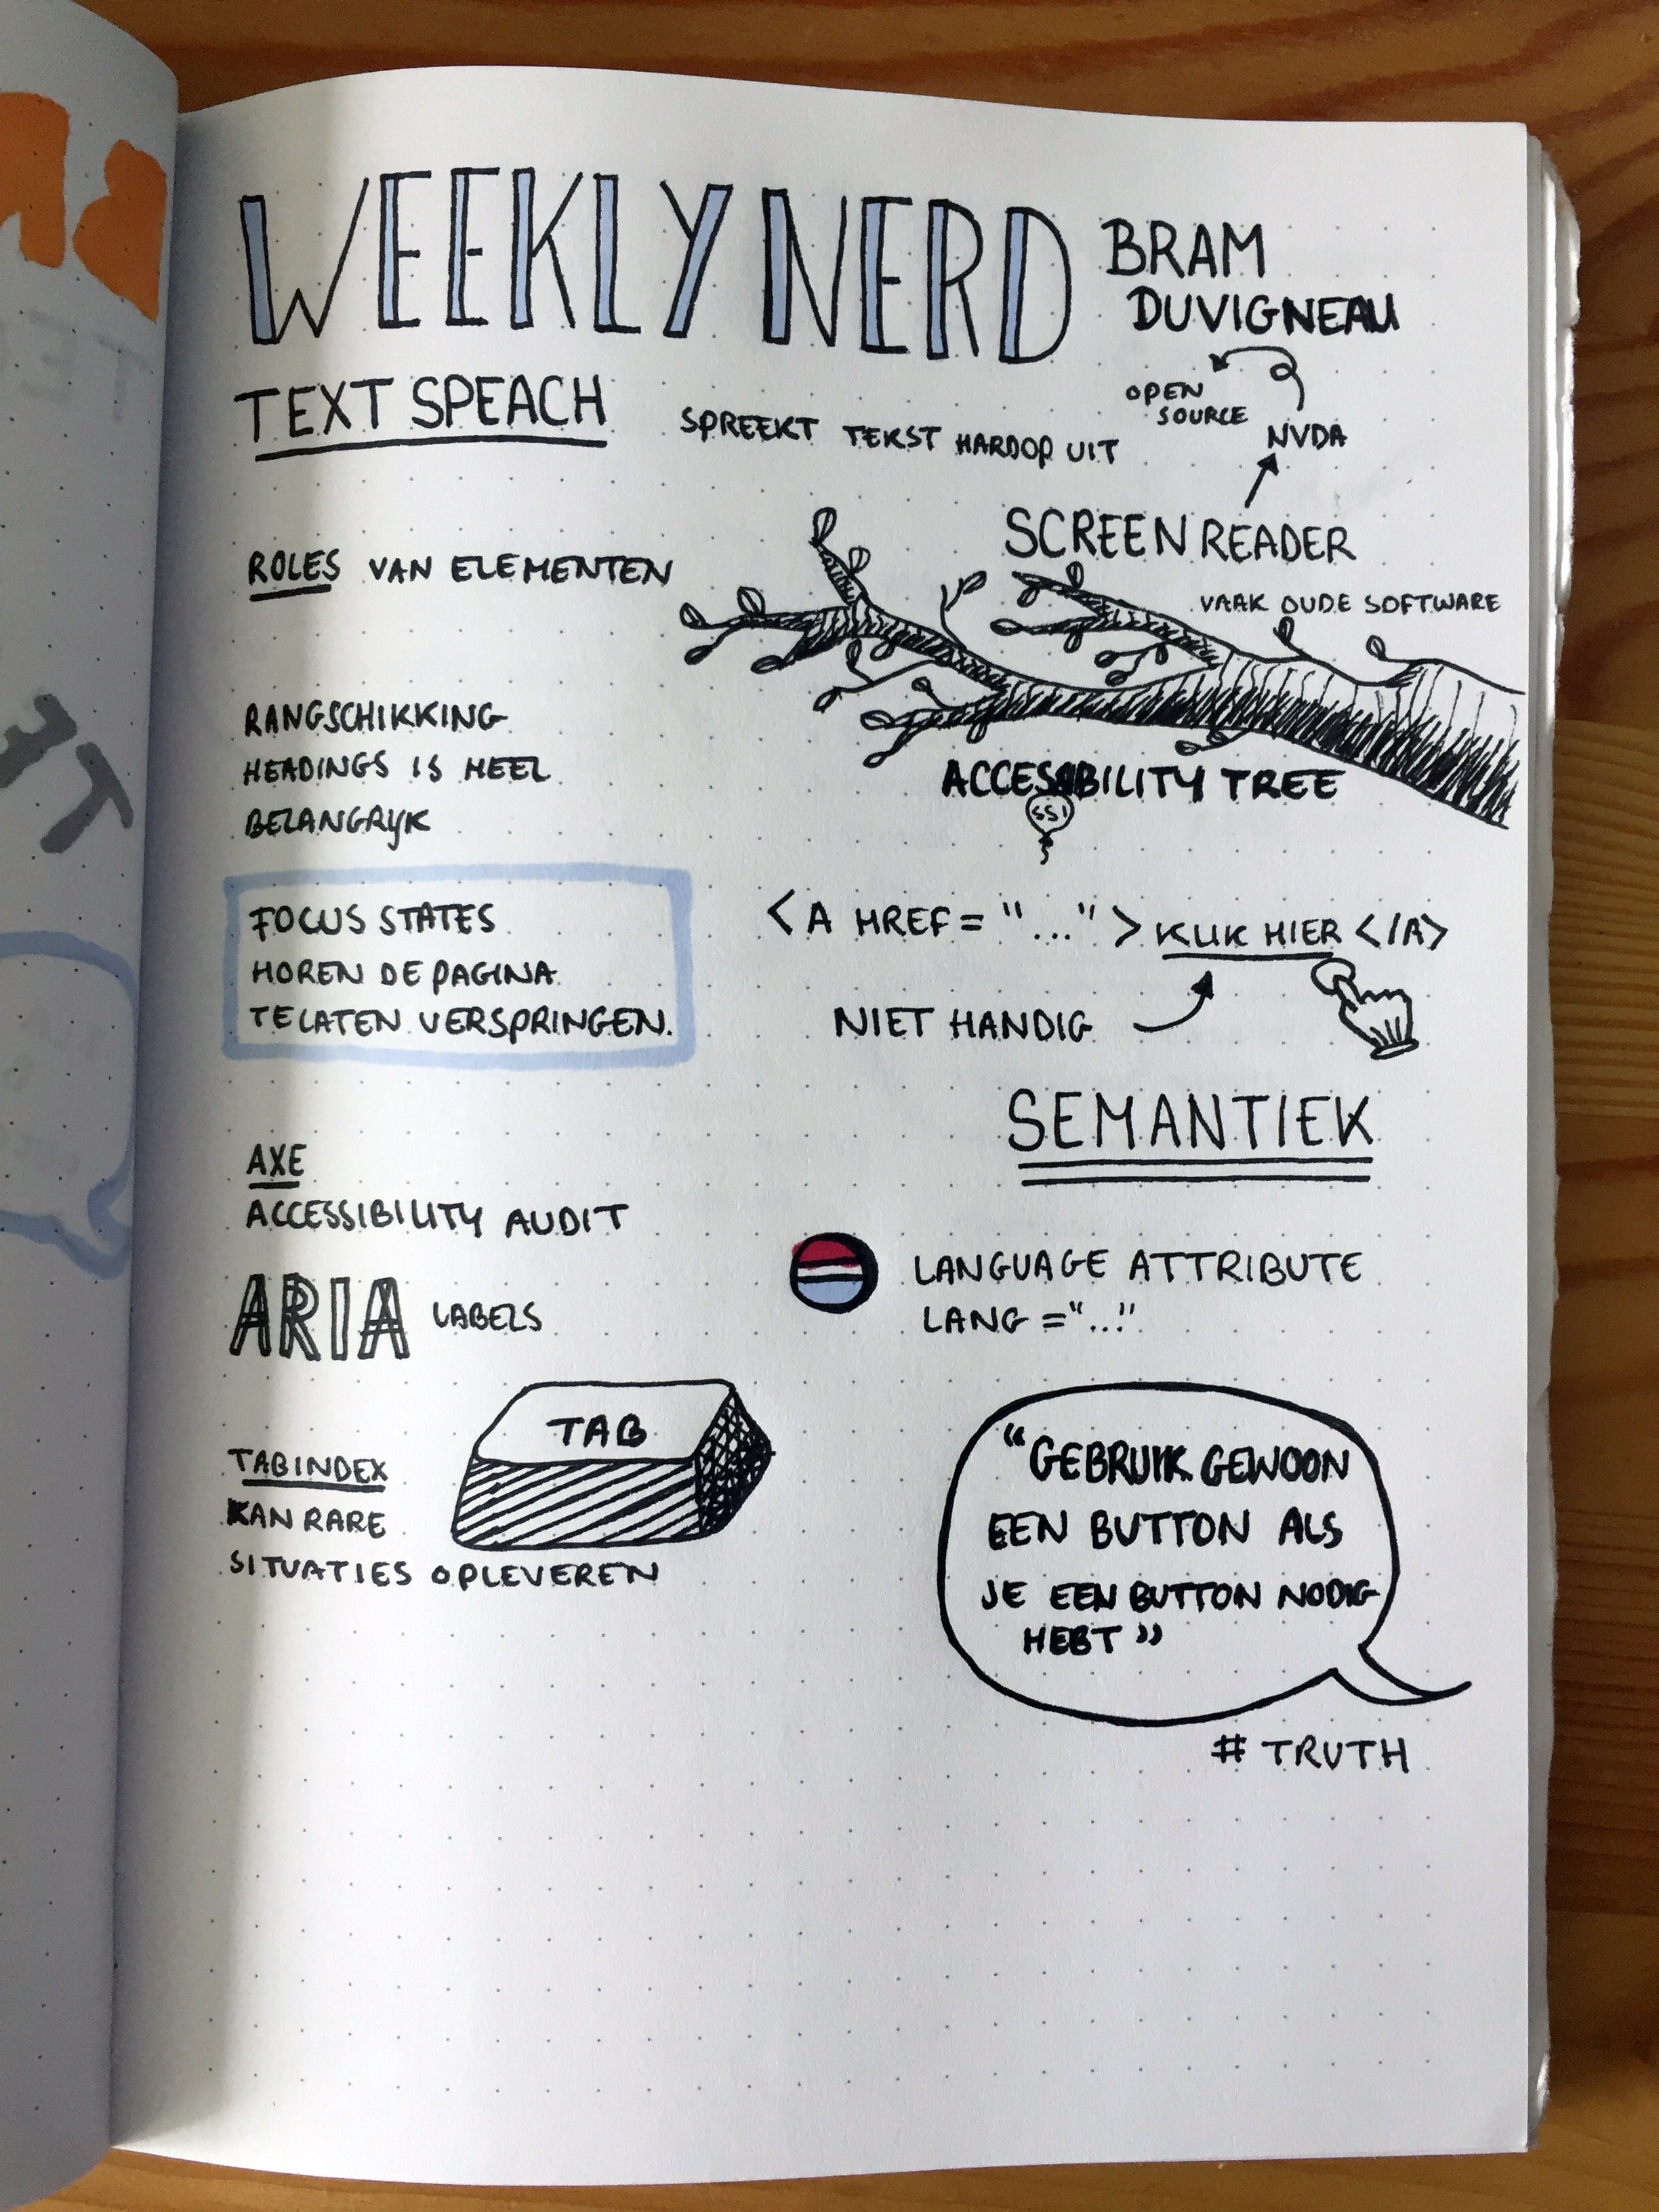 WEEKLY NERD
BRAM
DUVIGNEAU
TEXT SPEACH
SPREEKT TEKST HARDOP UIT
OPEN
SOURCE
NVDA
SCREEN READER
VAAK OUDE SOFTWARE
ROLES VAN ELEMENTEN
RANGSCHIKKING
HEADINGS IS HEEL
BELANGRIJK
ACCESSIBILITY TREE
SSI
FOCUS STATES
HOREN DE PAGINA
TE LATEN VERSPRINGEN.
<A HREF="...">KLIK HIER</A>
NIET HANDIG
SEMANTIEK
AXE
ACCESSIBILITY AUDIT
ARIA LABELS
LANGUAGE ATTRIBUTE
LANG="..."
TAB
TABINDEX
KAN RARE
SITUATIES OPLEVEREN
"GEBRUIK GEWOON
EEN BUTTON ALS
JE EEN BUTTON NODIG
HEBT"
# TRUTH